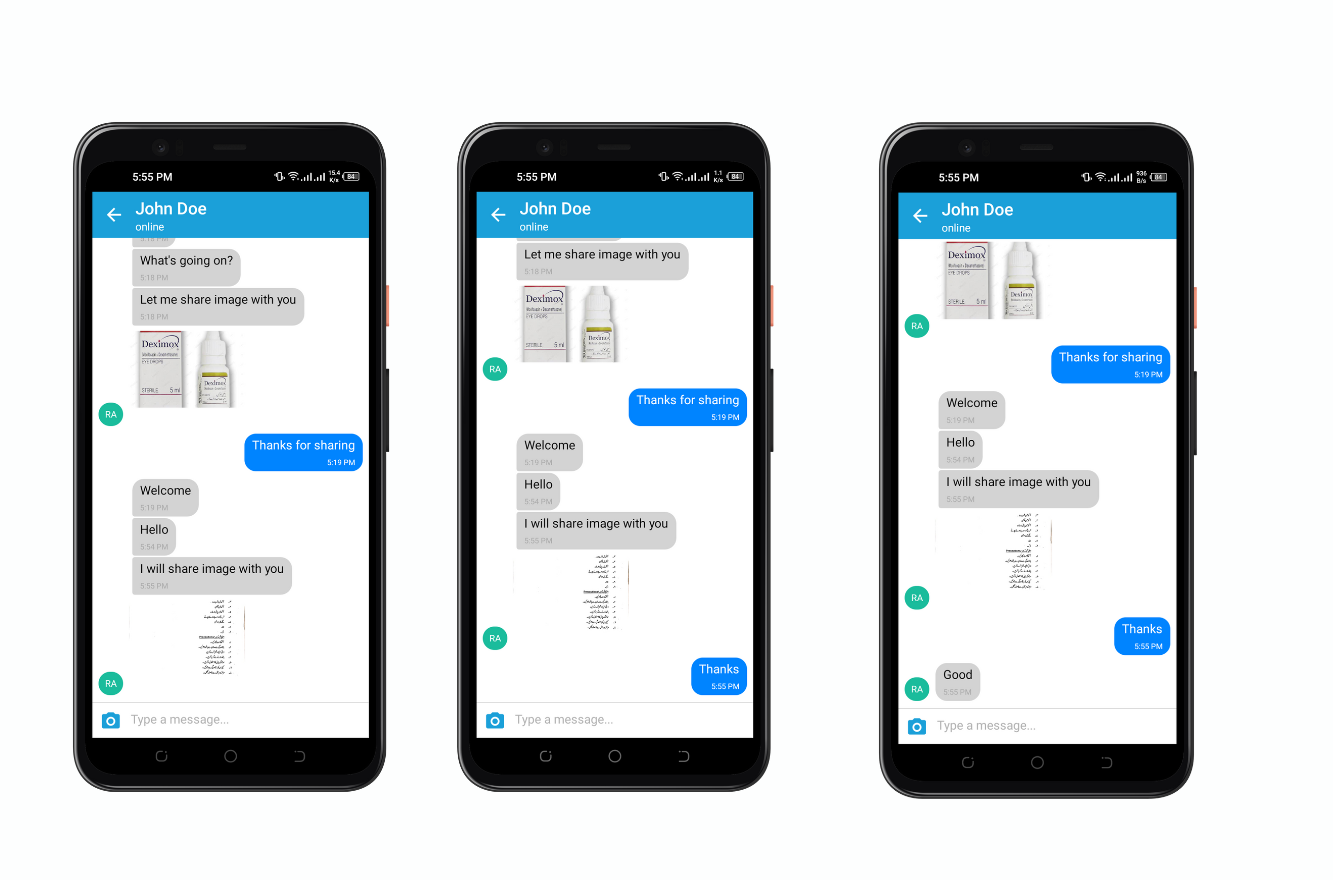 5:55 PM
15.4
K/s
84
John Doe
online
5:18 PM
What's going on?
5:18 PM
Let me share image with you
5:18 PM
Deximox
EYE DROPS
STERILE 5 ml
Deximox
RA
Thanks for sharing
5:19 PM
Welcome
5:19 PM
Hello
5:54 PM
I will share image with you
5:55 PM
RA
Type a message...
5:55 PM
1.1
K/s
84
John Doe
online
Let me share image with you
5:18 PM
Deximox
EYE DROPS
STERILE 5 ml
Deximox
RA
Thanks for sharing
5:19 PM
Welcome
5:19 PM
Hello
5:54 PM
I will share image with you
5:55 PM
RA
Thanks
5:55 PM
Type a message...
5:55 PM
936
B/s
84
John Doe
online
Deximox
EYE DROPS
STERILE 5 ml
Deximox
RA
Thanks for sharing
5:19 PM
Welcome
5:19 PM
Hello
5:54 PM
I will share image with you
5:55 PM
RA
Thanks
5:55 PM
Good
5:55 PM
RA
Type a message...